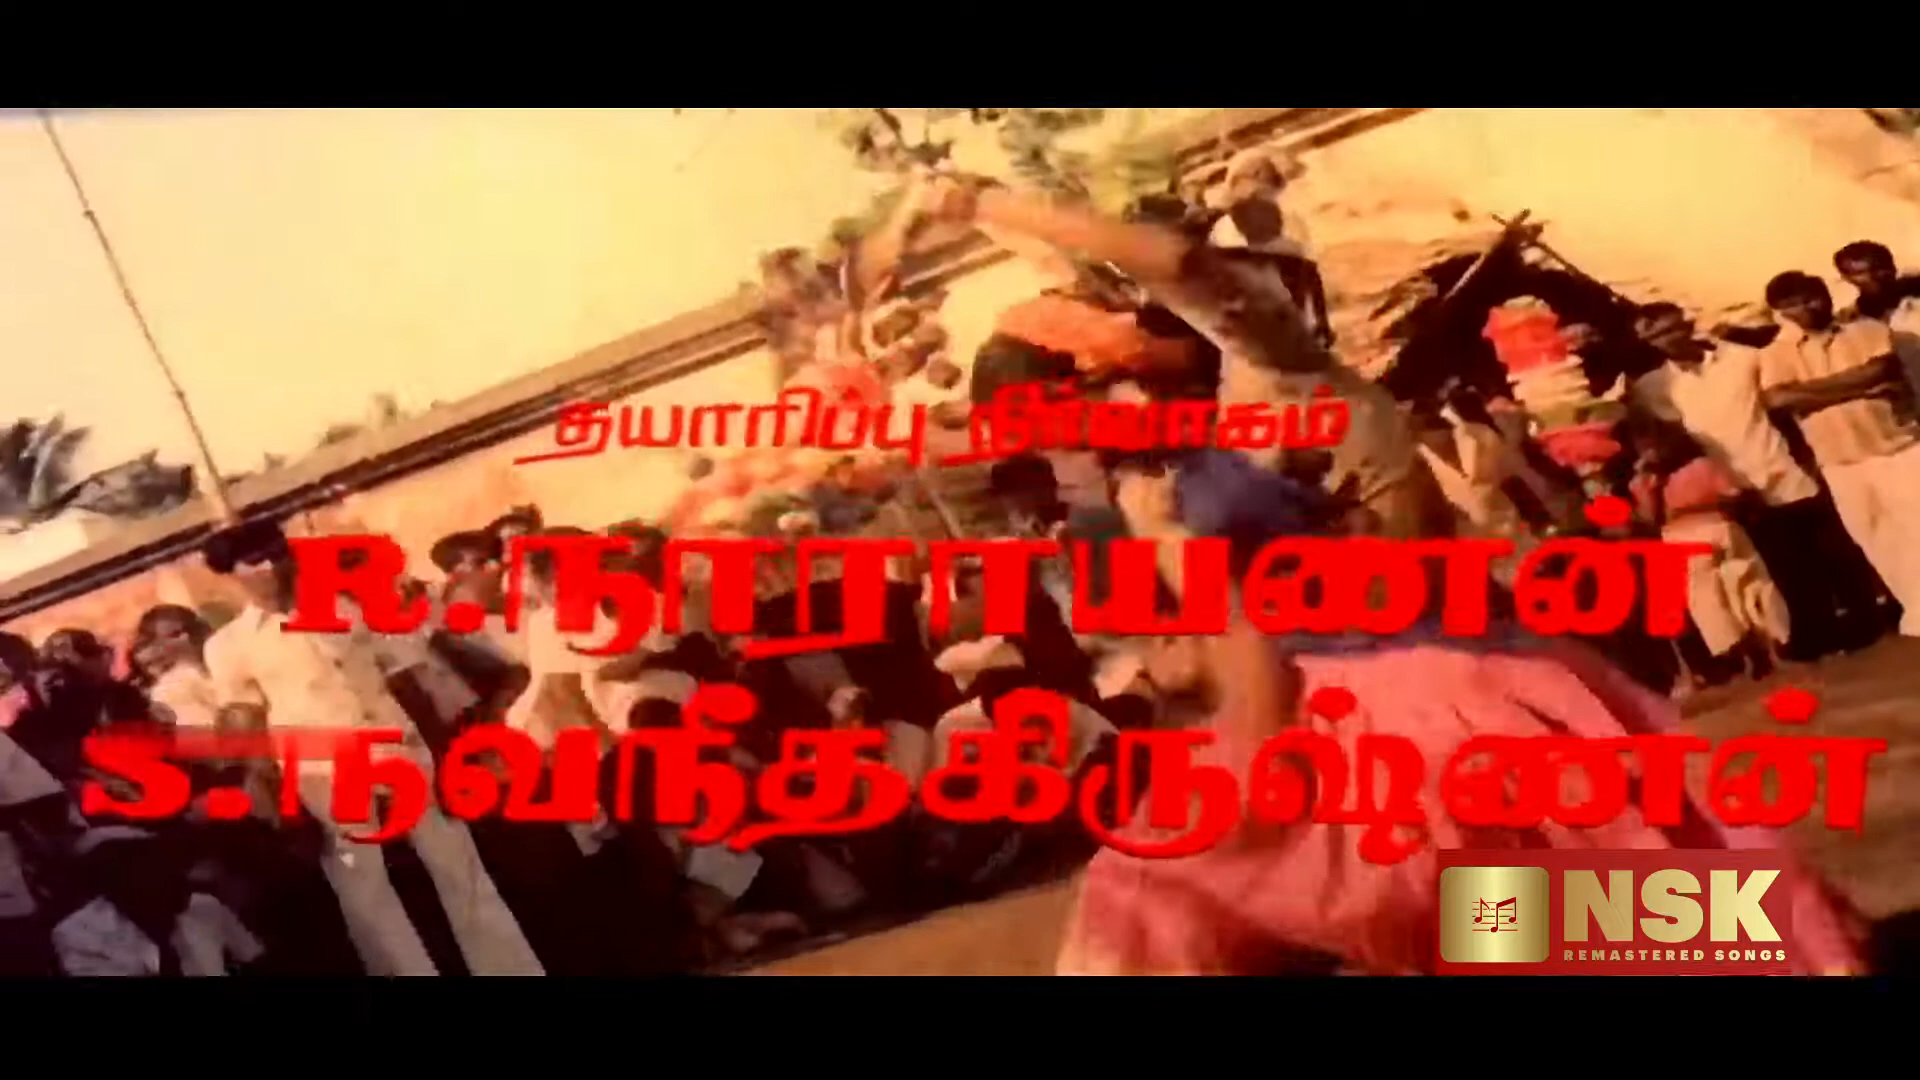 தயாரிப்பு நிர்வாகம்
R.நாராயணன்
S.நவநீதகிருஷ்ணன்
NSK
REMASTERED SONGS